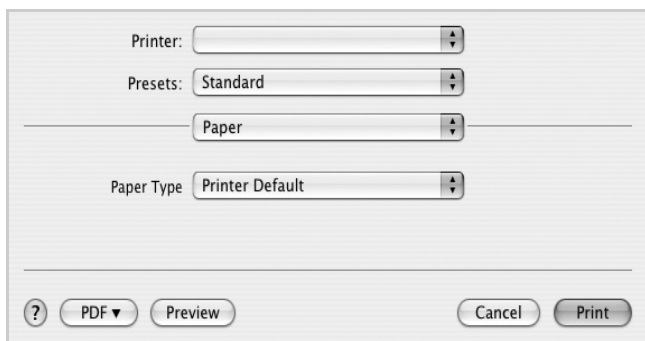 Printer:
Presets: Standard
Paper
Paper Type Printer Default
? PDF▼ Preview Cancel Print